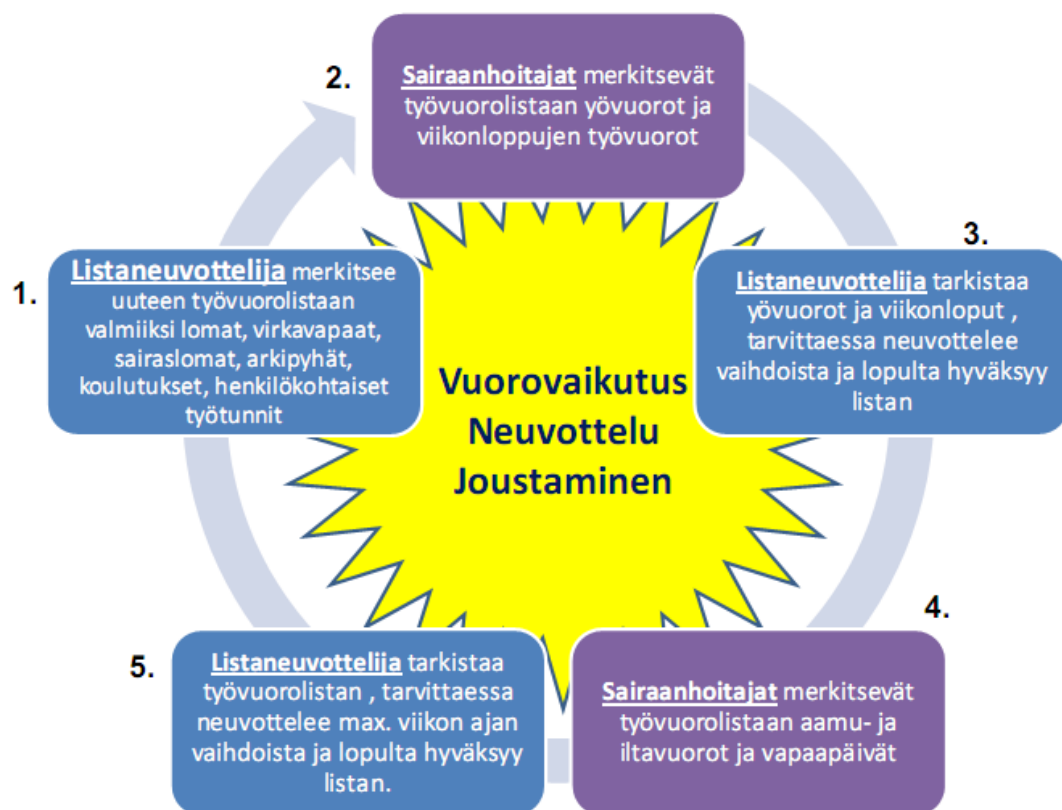 1.
Listaneuvottelija merkitsee
uuteen työvuorolistaan
valmiiksi lomat, virkavapaat,
sairaslomat, arkipyhät,
koulutukset, henkilökohtaiset
työtunnit
2.
Sairaanhoitajat merkitsevät
työvuorolistaan yövuorot ja
viikonloppujen työvuorot
3.
Listaneuvottelija tarkistaa
yövuorot ja viikonloput ,
tarvittaessa neuvottelee
vaihdoista ja lopulta hyväksyy
listan
4.
Sairaanhoitajat merkitsevät
työvuorolistaan aamu- ja
iltavuorot ja vapaapäivät
5.
Listaneuvottelija tarkistaa
työvuorolistan , tarvittaessa
neuvottelee max. viikon ajan
vaihdoista ja lopulta hyväksyy
listan.
Vuorovaikutus
Neuvottelu
Joustaminen